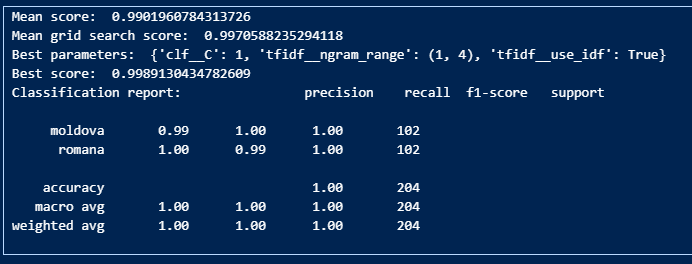 Mean score:  0.9901960784313726
Mean grid search score:  0.9970588235294118
Best parameters:  {'clf__C': 1, 'tfidf__ngram_range': (1, 4), 'tfidf__use_idf': True}
Best score:  0.9989130434782609
Classification report:                precision    recall  f1-score   support

     moldova       0.99      1.00      1.00       102
      romana       1.00      0.99      1.00       102

    accuracy                           1.00       204
   macro avg       1.00      1.00      1.00       204
weighted avg       1.00      1.00      1.00       204